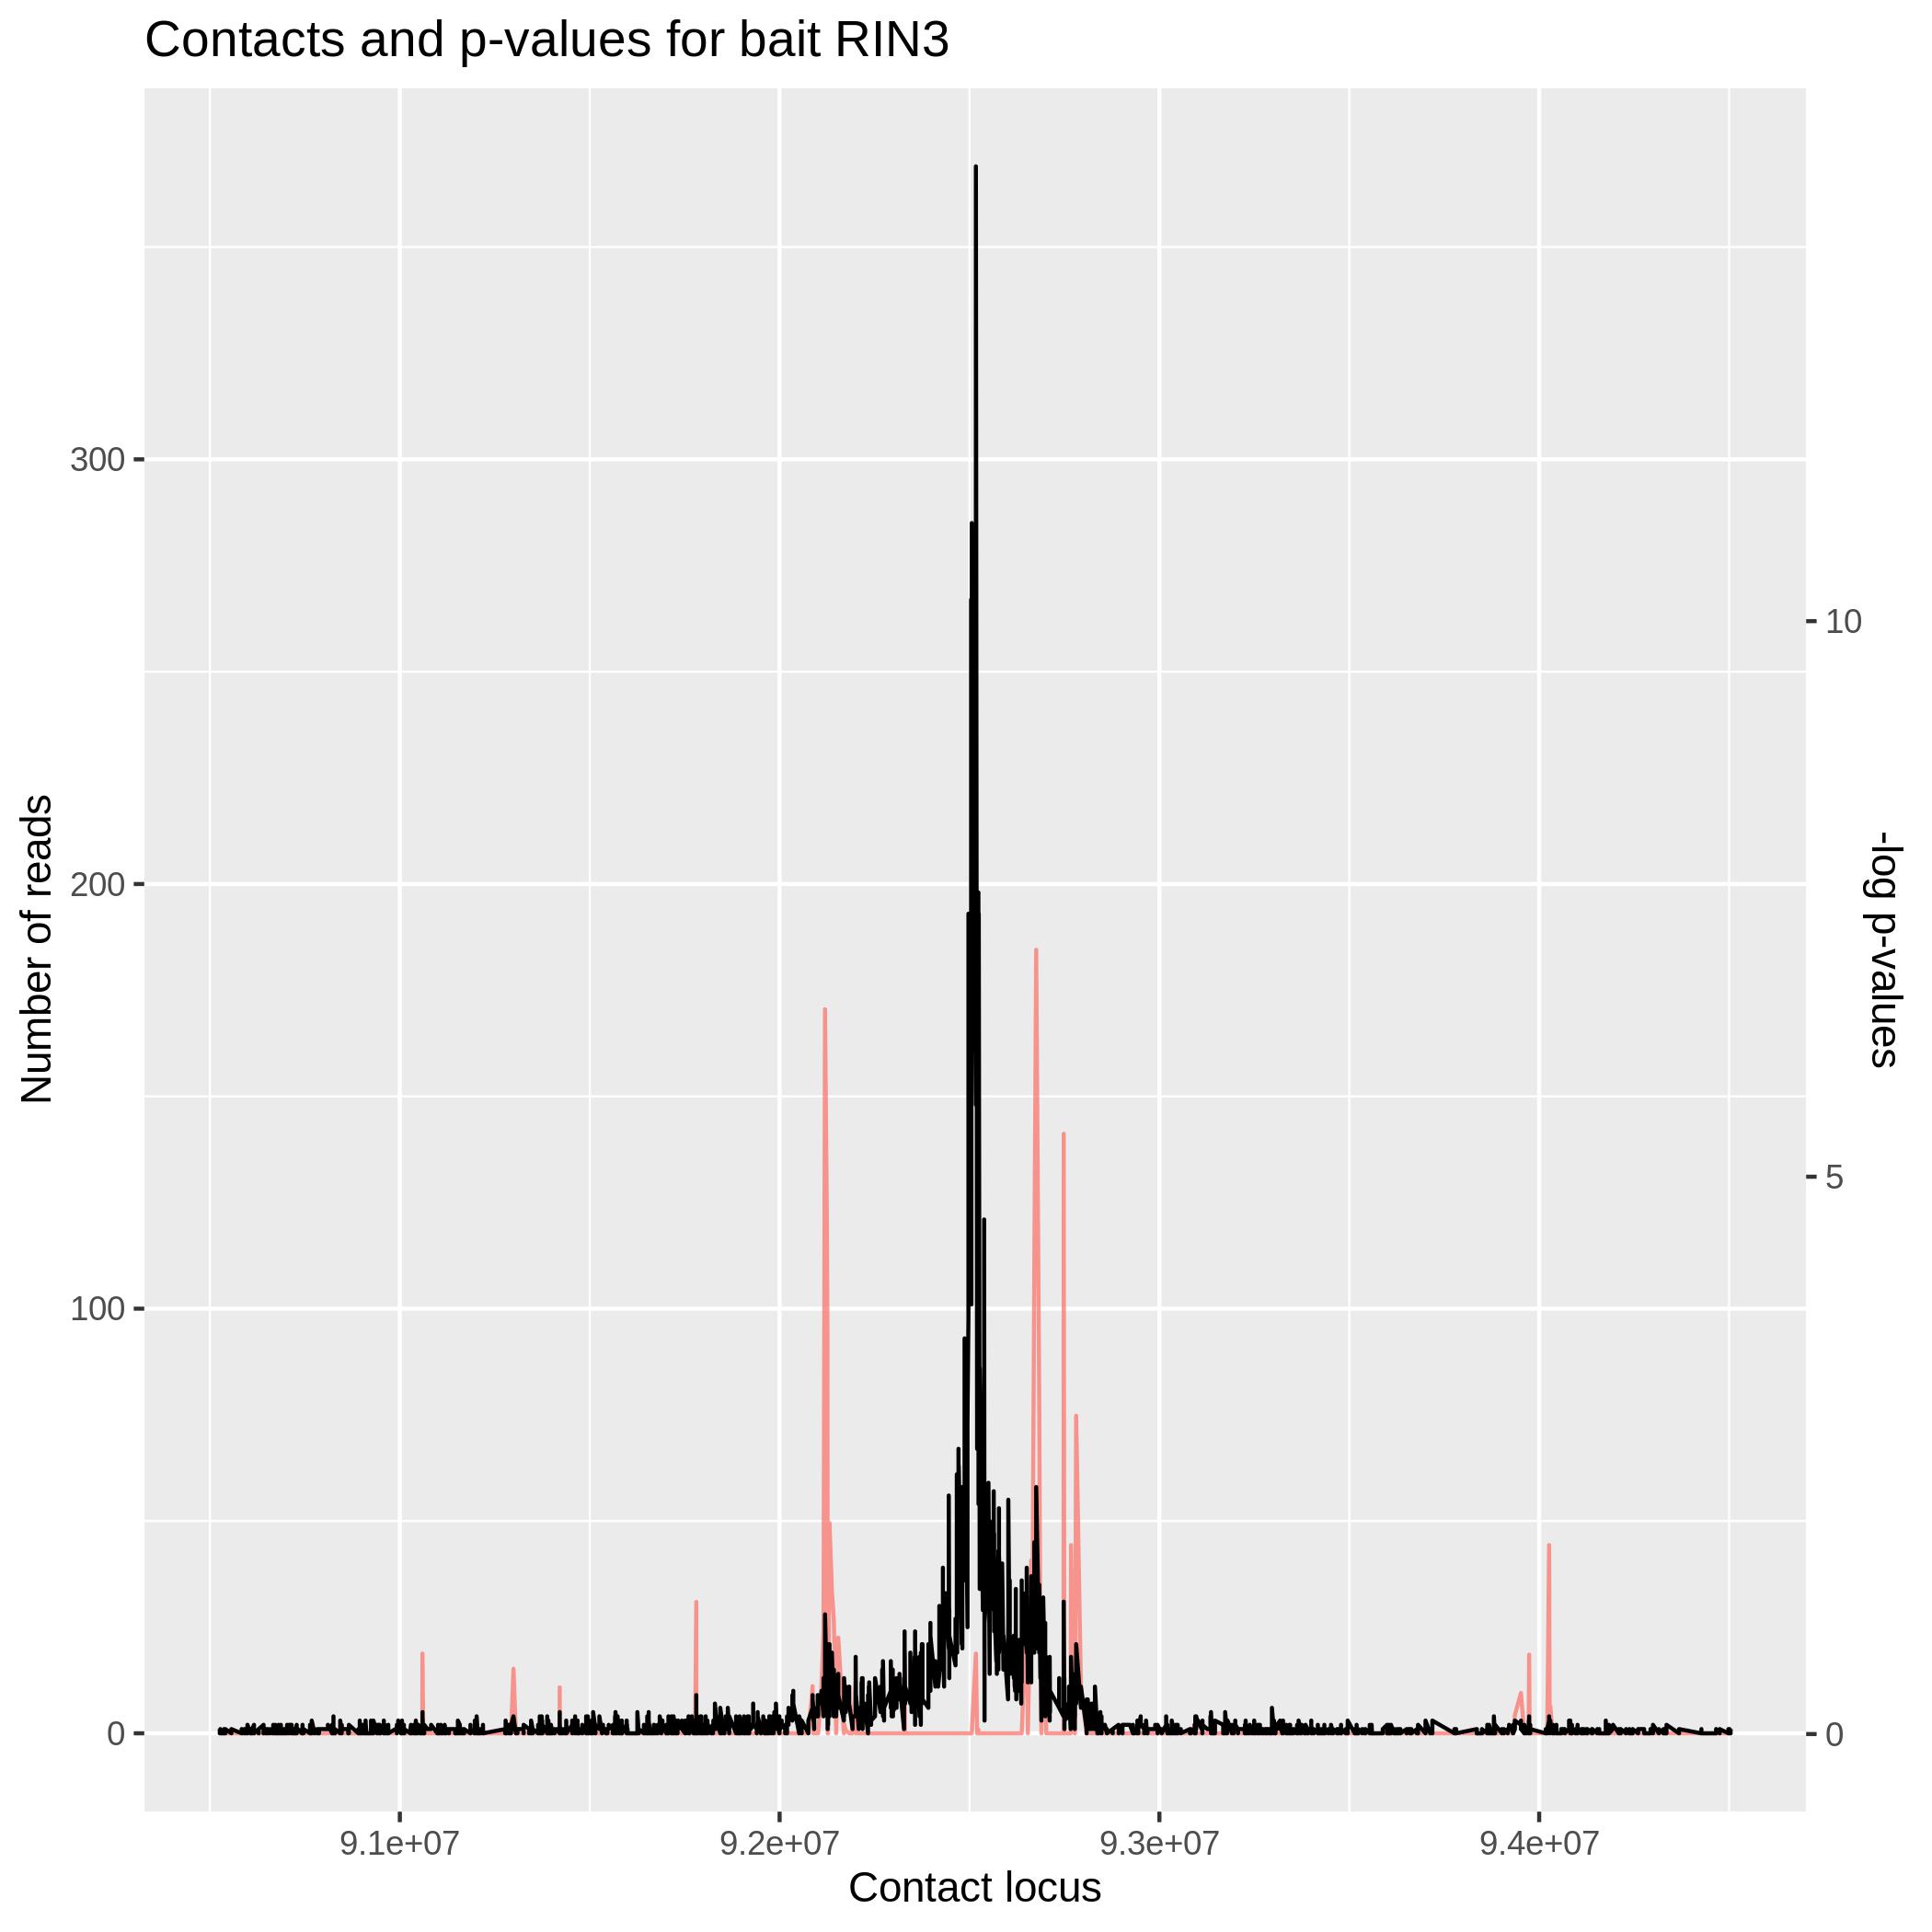 Contacts and p-values for bait RIN3
Number of reads
300
200
100
0
10
5
0
-log p-values
9.1e+07
9.2e+07
9.3e+07
9.4e+07
Contact locus